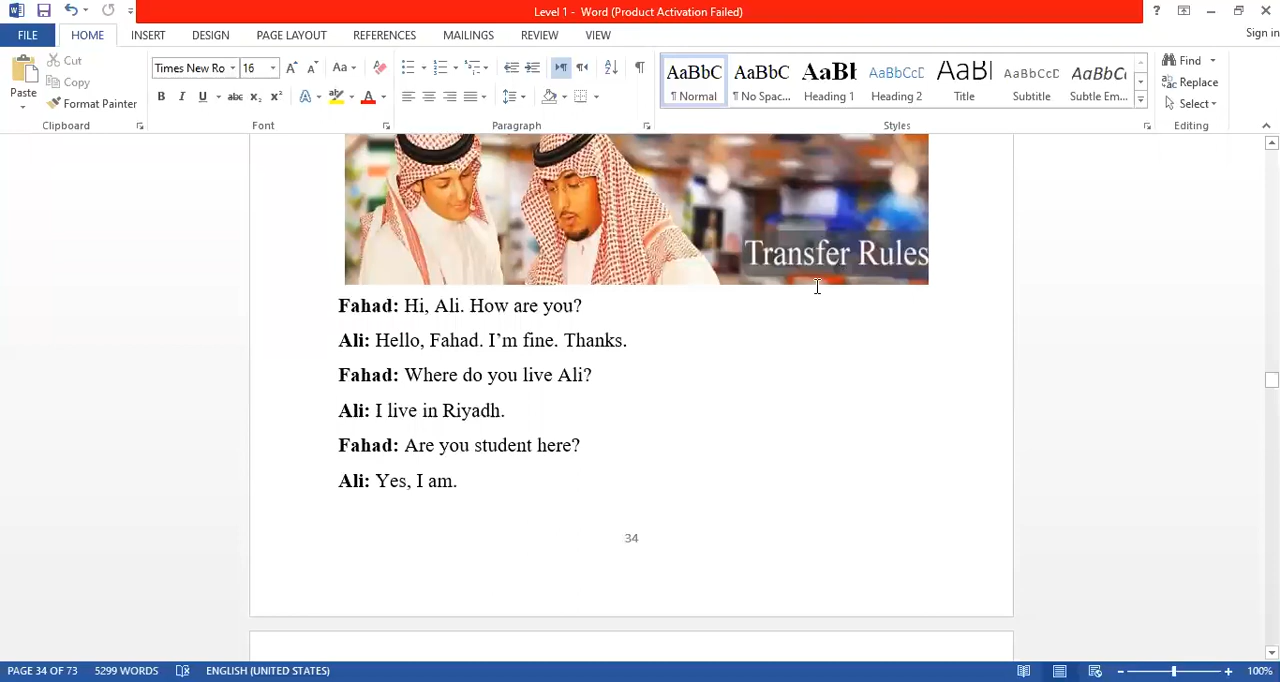 Level 1 - Word (Product Activation Failed)
?
FILE HOME INSERT DESIGN PAGE LAYOUT REFERENCES MAILINGS REVIEW VIEW Sign in
Paste
Cut
Copy
Format Painter
Clipboard
Times New Ro 16
Font
Paragraph
AaBbC AaBbCc AaBl AaBbCcD AaB AaBbCcD AaBbCc
¶ Normal ¶ No Spac... Heading 1 Heading 2 Title Subtitle Subtle Em...
Styles
Find
Replace
Select
Editing
Transfer Rules
Fahad: Hi, Ali. How are you?
Ali: Hello, Fahad. I’m fine. Thanks.
Fahad: Where do you live Ali?
Ali: I live in Riyadh.
Fahad: Are you student here?
Ali: Yes, I am.
34
PAGE 34 OF 73 5299 WORDS ENGLISH (UNITED STATES) 100%